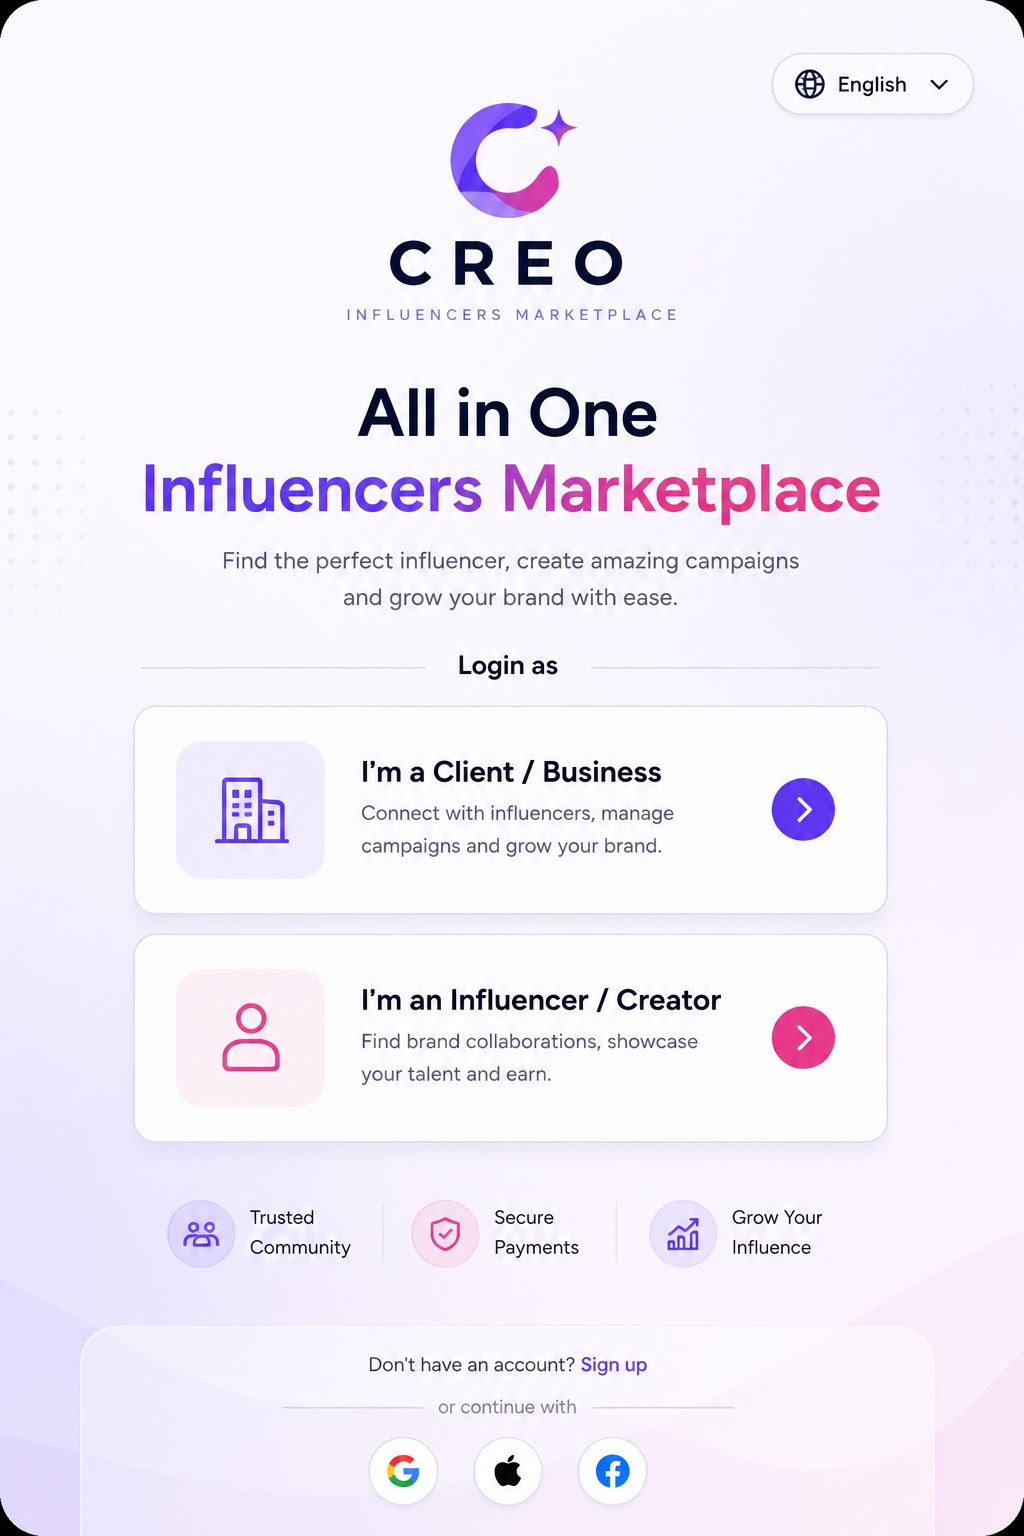 English
CREO
INFLUENCERS MARKETPLACE
All in One
Influencers Marketplace
Find the perfect influencer, create amazing campaigns
and grow your brand with ease.
Login as
I'm a Client / Business
Connect with influencers, manage
campaigns and grow your brand.
I'm an Influencer / Creator
Find brand collaborations, showcase
your talent and earn.
Trusted
Community
Secure
Payments
Grow Your
Influence
Don't have an account? Sign up
or continue with